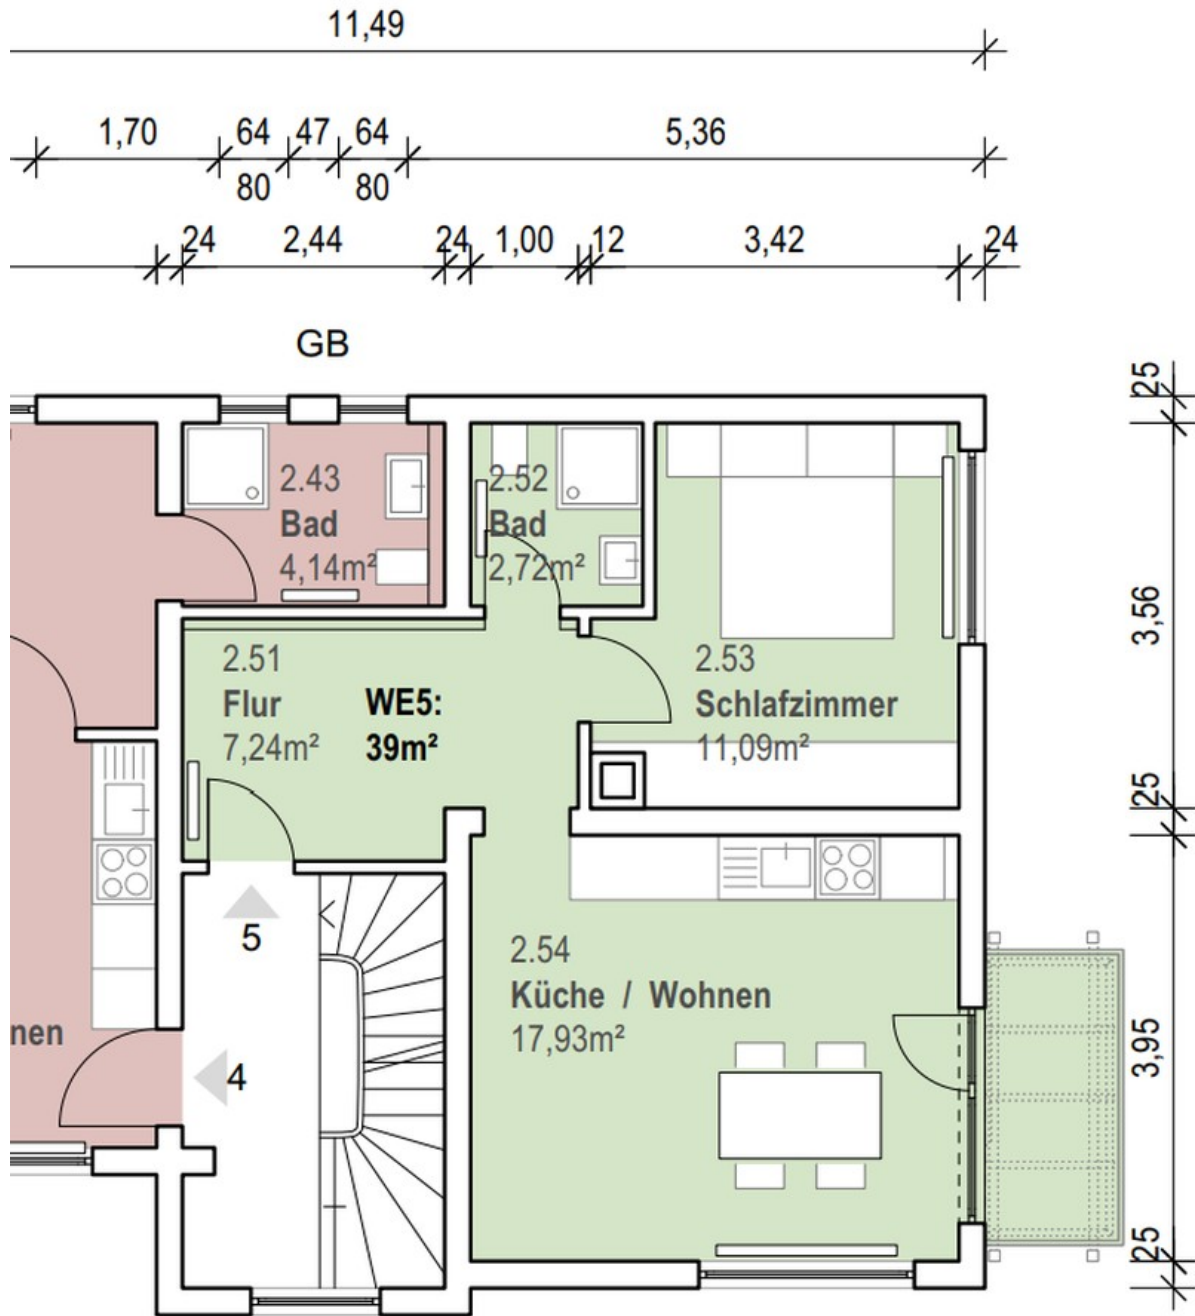 11,49
1,70 64 47 64 5,36
80 80
24 2,44 24 1,00 12 3,42 24
GB
25
2.43
Bad
4,14m²
2.52
Bad
2,72m²
3,56
2.51
Flur
7,24m²
WE5:
39m²
2.53
Schlafzimmer
11,09m²
25
5
2.54
Küche / Wohnen
17,93m²
nen
4
3,95
25